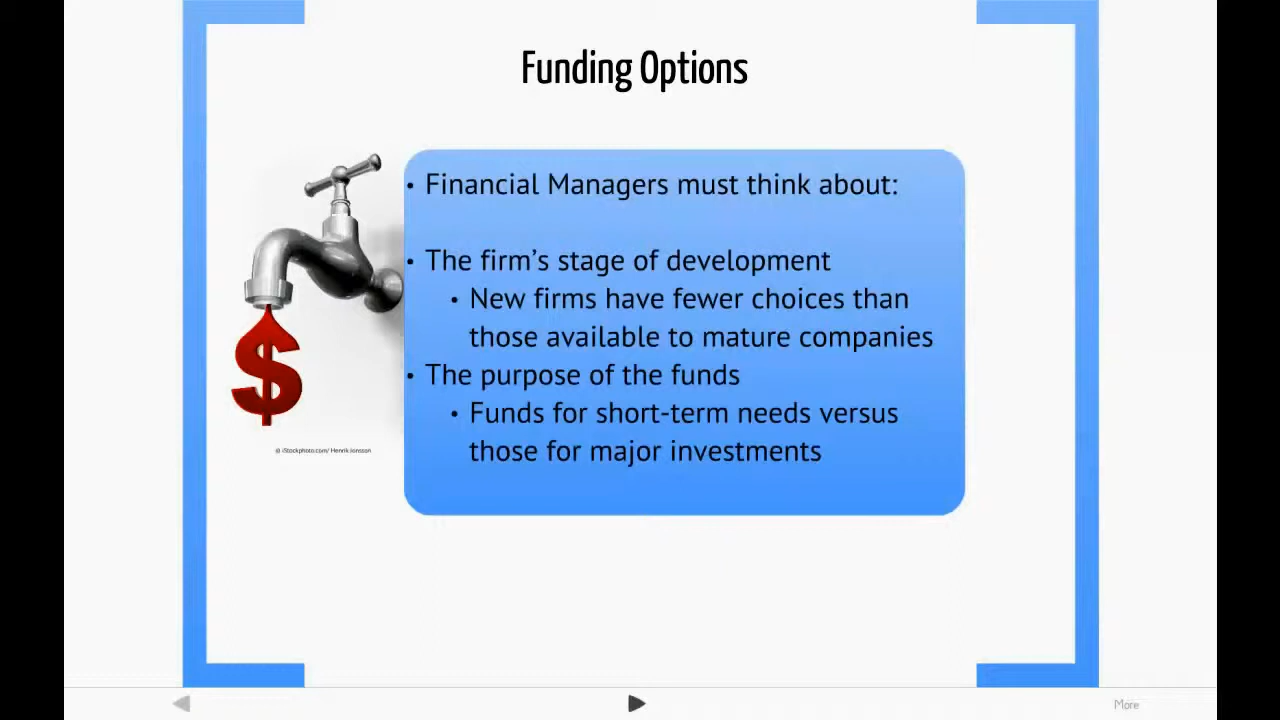 Funding Options
• Financial Managers must think about:
• The firm's stage of development
• New firms have fewer choices than
those available to mature companies
• The purpose of the funds
• Funds for short-term needs versus
those for major investments
© iStockphoto.com/ Henrik Jonsson
More